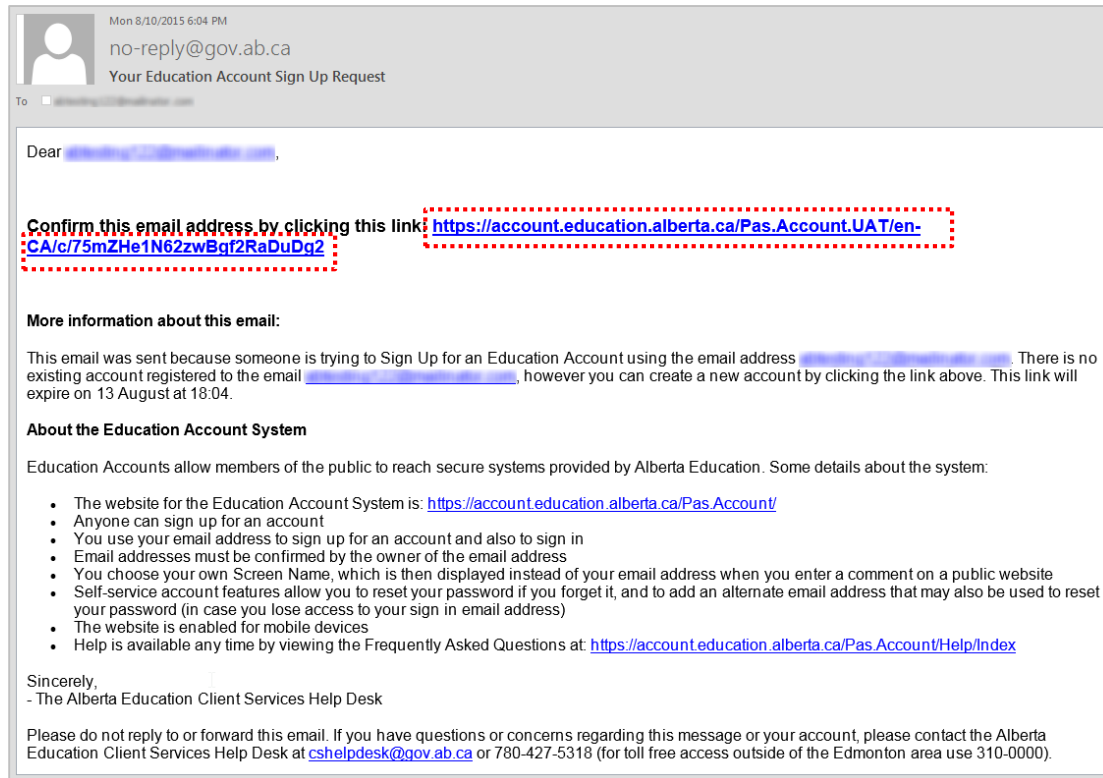 Mon 8/10/2015 6:04 PM
no-reply@gov.ab.ca
Your Education Account Sign Up Request
To
Dear ,
Confirm this email address by clicking this link: https://account.education.alberta.ca/Pas.Account.UAT/en-
CA/c/75mZHe1N62zwBgf2RaDuDg2
More information about this email:
This email was sent because someone is trying to Sign Up for an Education Account using the email address . There is no
existing account registered to the email , however you can create a new account by clicking the link above. This link will
expire on 13 August at 18:04.
About the Education Account System
Education Accounts allow members of the public to reach secure systems provided by Alberta Education. Some details about the system:
• The website for the Education Account System is: https://account.education.alberta.ca/Pas.Account/
• Anyone can sign up for an account
• You use your email address to sign up for an account and also to sign in
• Email addresses must be confirmed by the owner of the email address
• You choose your own Screen Name, which is then displayed instead of your email address when you enter a comment on a public website
• Self-service account features allow you to reset your password if you forget it, and to add an alternate email address that may also be used to reset
your password (in case you lose access to your sign in email address)
• The website is enabled for mobile devices
• Help is available any time by viewing the Frequently Asked Questions at: https://account.education.alberta.ca/Pas.Account/Help/Index
Sincerely,
- The Alberta Education Client Services Help Desk
Please do not reply to or forward this email. If you have questions or concerns regarding this message or your account, please contact the Alberta
Education Client Services Help Desk at cshelpdesk@gov.ab.ca or 780-427-5318 (for toll free access outside of the Edmonton area use 310-0000).